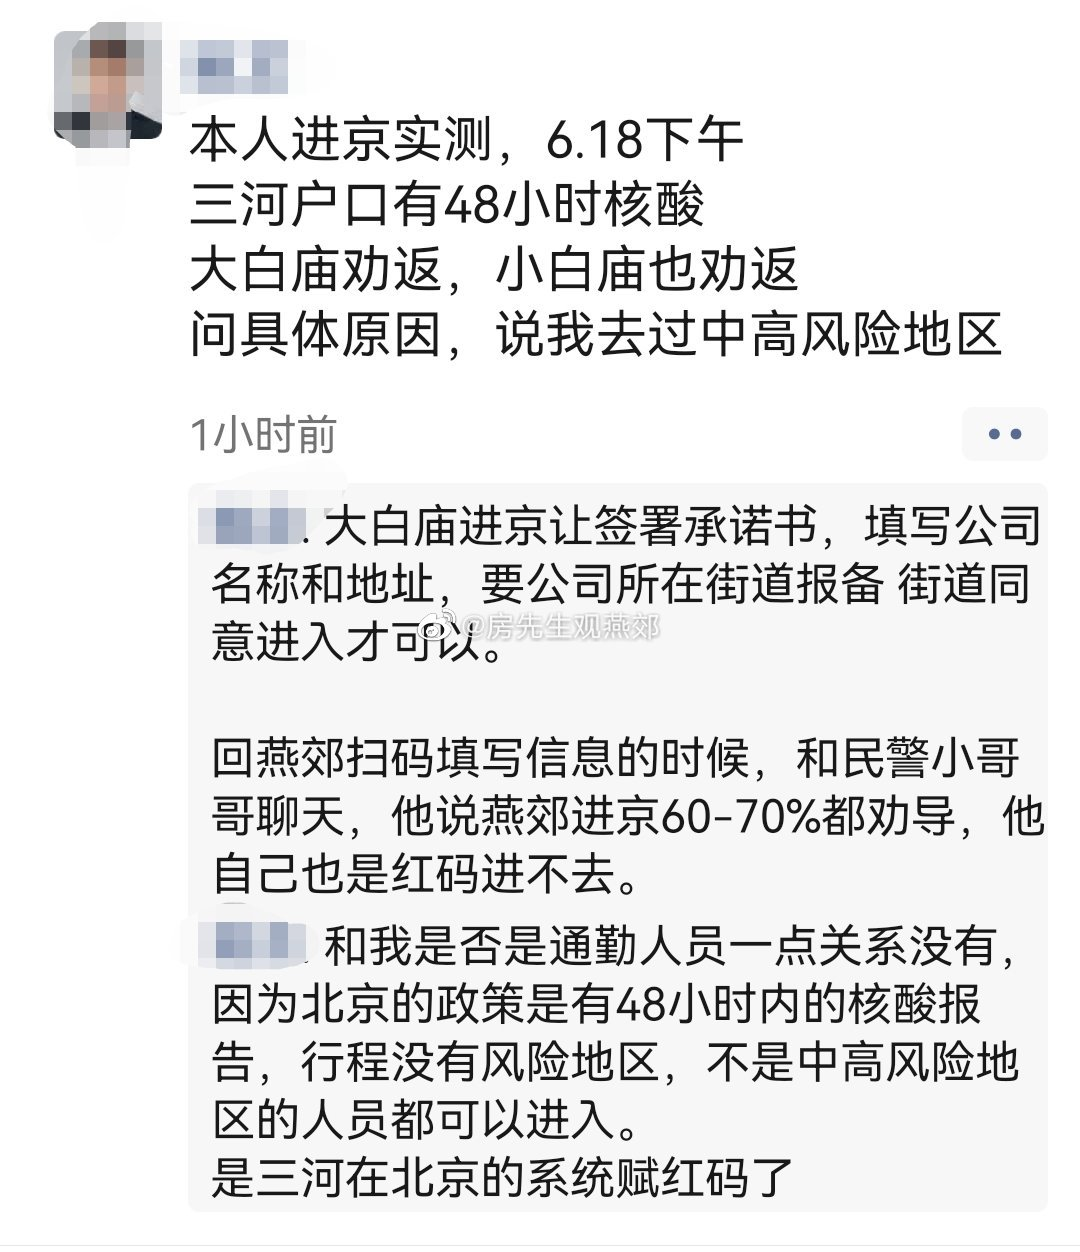 本人进京实测，6.18下午
三河户口有48小时核酸
大白庙劝返，小白庙也劝返
问具体原因，说我去过中高风险地区
1小时前
大白庙进京让签署承诺书，填写公司
名称和地址，要公司所在街道报备 街道同
意进入才可以。
@房先生观燕郊
回燕郊扫码填写信息的时候，和民警小哥
哥聊天，他说燕郊进京60-70%都劝导，他
自己也是红码进不去。
和我是否是通勤人员一点关系没有，
因为北京的政策是有48小时内的核酸报
告，行程没有风险地区，不是中高风险地
区的人员都可以进入。
是三河在北京的系统赋红码了